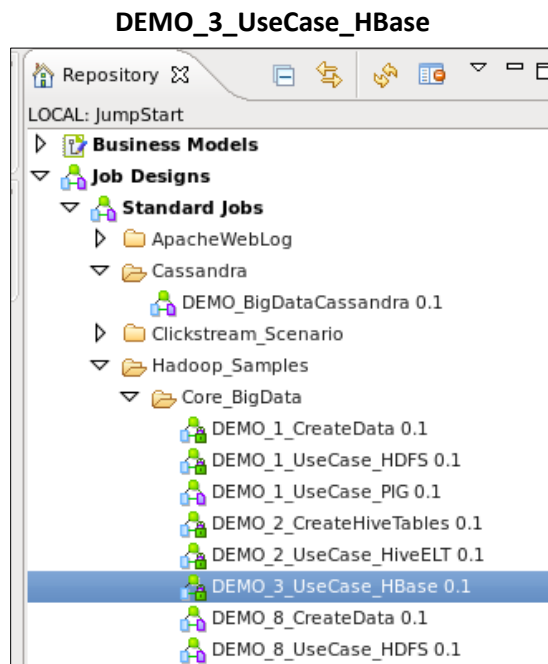 DEMO_3_UseCase_HBase
Repository
LOCAL: JumpStart
Business Models
Job Designs
Standard Jobs
ApacheWebLog
Cassandra
DEMO_BigDataCassandra 0.1
Clickstream_Scenario
Hadoop_Samples
Core_BigData
DEMO_1_CreateData 0.1
DEMO_1_UseCase_HDFS 0.1
DEMO_1_UseCase_PIG 0.1
DEMO_2_CreateHiveTables 0.1
DEMO_2_UseCase_HiveELT 0.1
DEMO_3_UseCase_HBase 0.1
DEMO_8_CreateData 0.1
DEMO_8_UseCase_HDFS 0.1